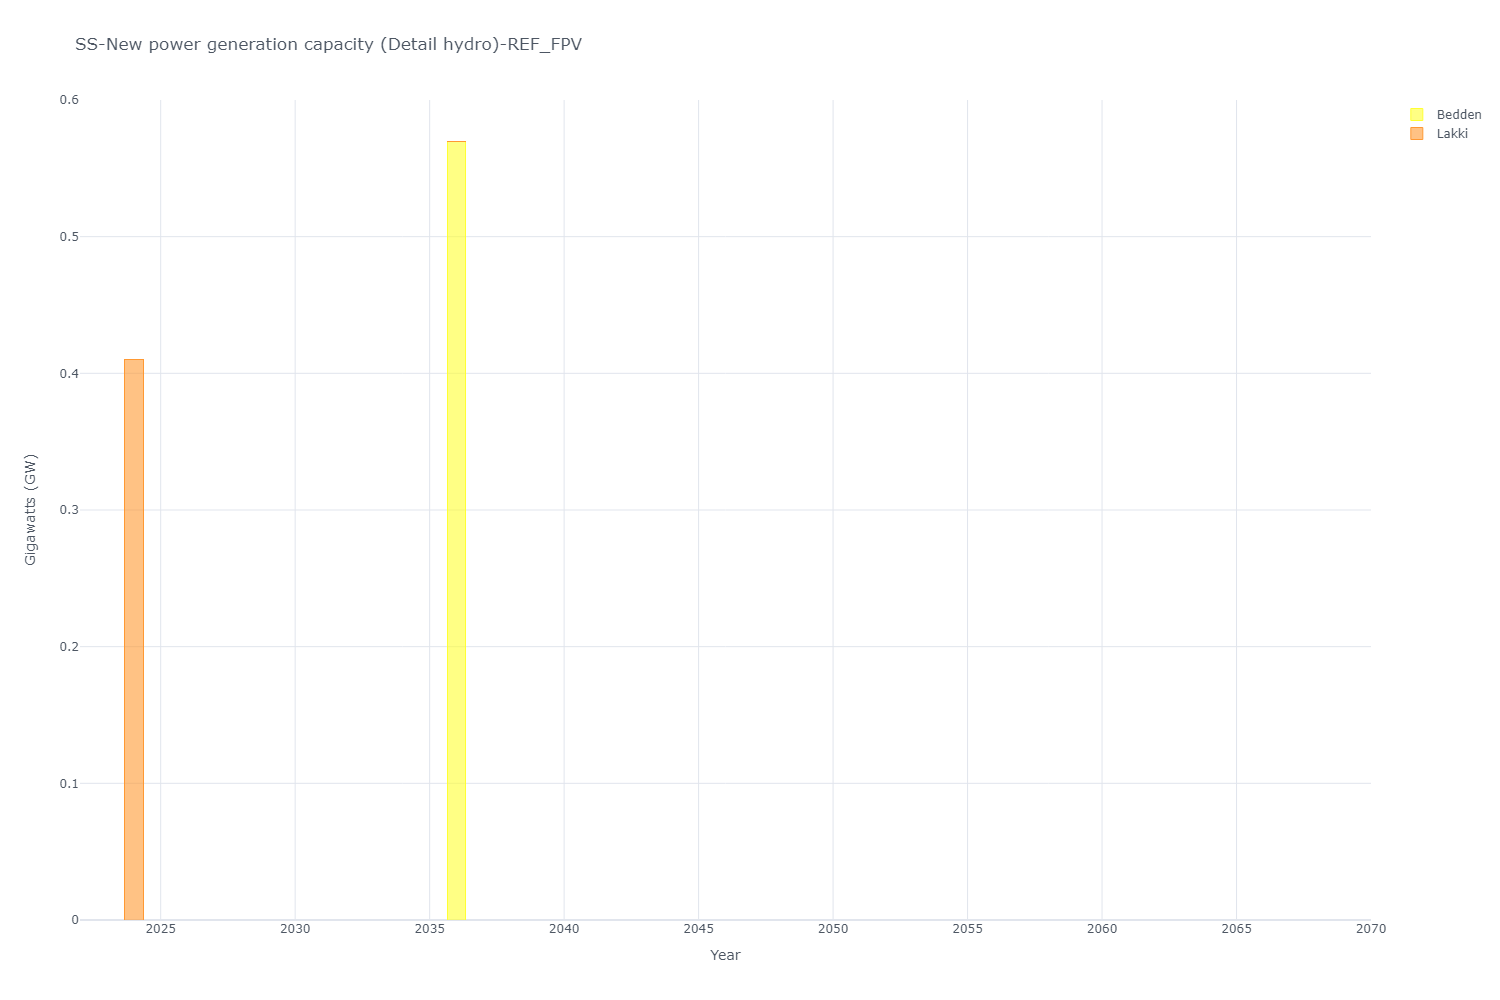 SS-New power generation capacity (Detail hydro)-REF_FPV
Bedden
Lakki
0.6
0.5
0.4
0.3
0.2
0.1
0
Gigawatts (GW)
2025 2030 2035 2040 2045 2050 2055 2060 2065 2070
Year